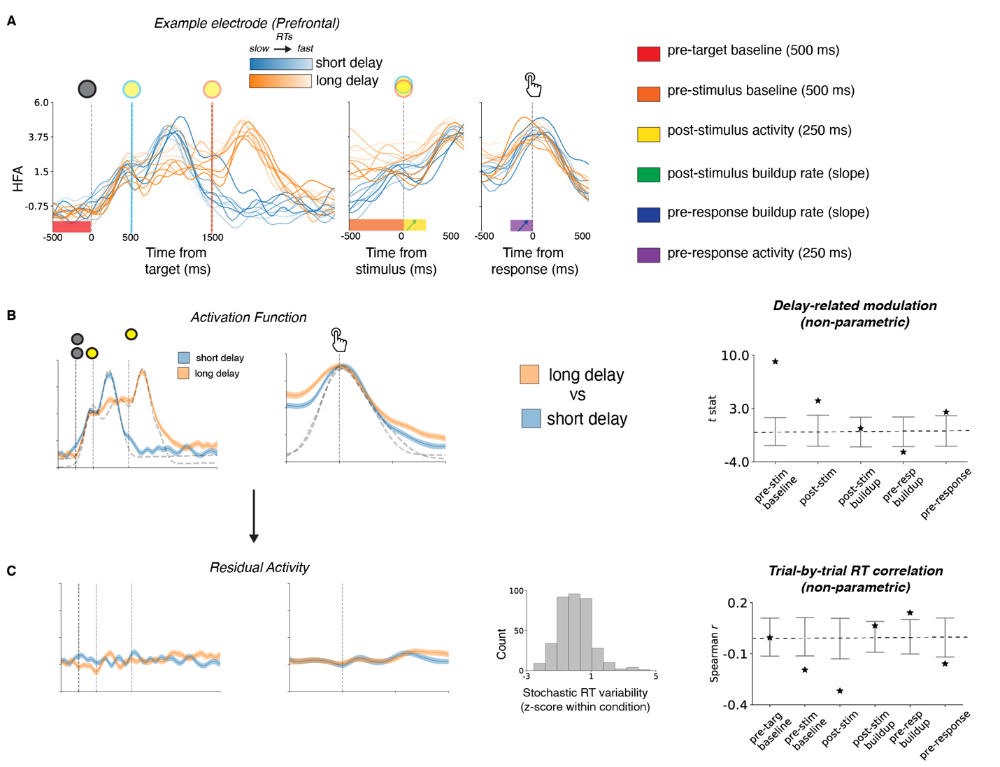 A
Example electrode (Prefrontal)
RTs
slow
fast
short delay
long delay
6.0
3.75
1.5
-0.75
HFA
-500
0
500
1500
Time from
target (ms)
-500
0
500
Time from
stimulus (ms)
-500
0
500
Time from
response (ms)
pre-target baseline (500 ms)
pre-stimulus baseline (500 ms)
post-stimulus activity (250 ms)
post-stimulus buildup rate (slope)
pre-response buildup rate (slope)
pre-response activity (250 ms)
B
Activation Function
short delay
long delay
long delay
vs
short delay
Delay-related modulation
(non-parametric)
10.0
3.0
-4.0
t stat
pre-stim
baseline
post-stim
post-stim
buildup
pre-resp
buildup
pre-response
C
Residual Activity
100
50
0
Count
-3
1
5
Stochastic RT variability
(z-score within condition)
Trial-by-trial RT correlation
(non-parametric)
0.2
-0.1
-0.4
Spearman r
pre-targ
baseline
pre-stim
baseline
post-stim
post-stim
buildup
pre-resp
buildup
pre-response